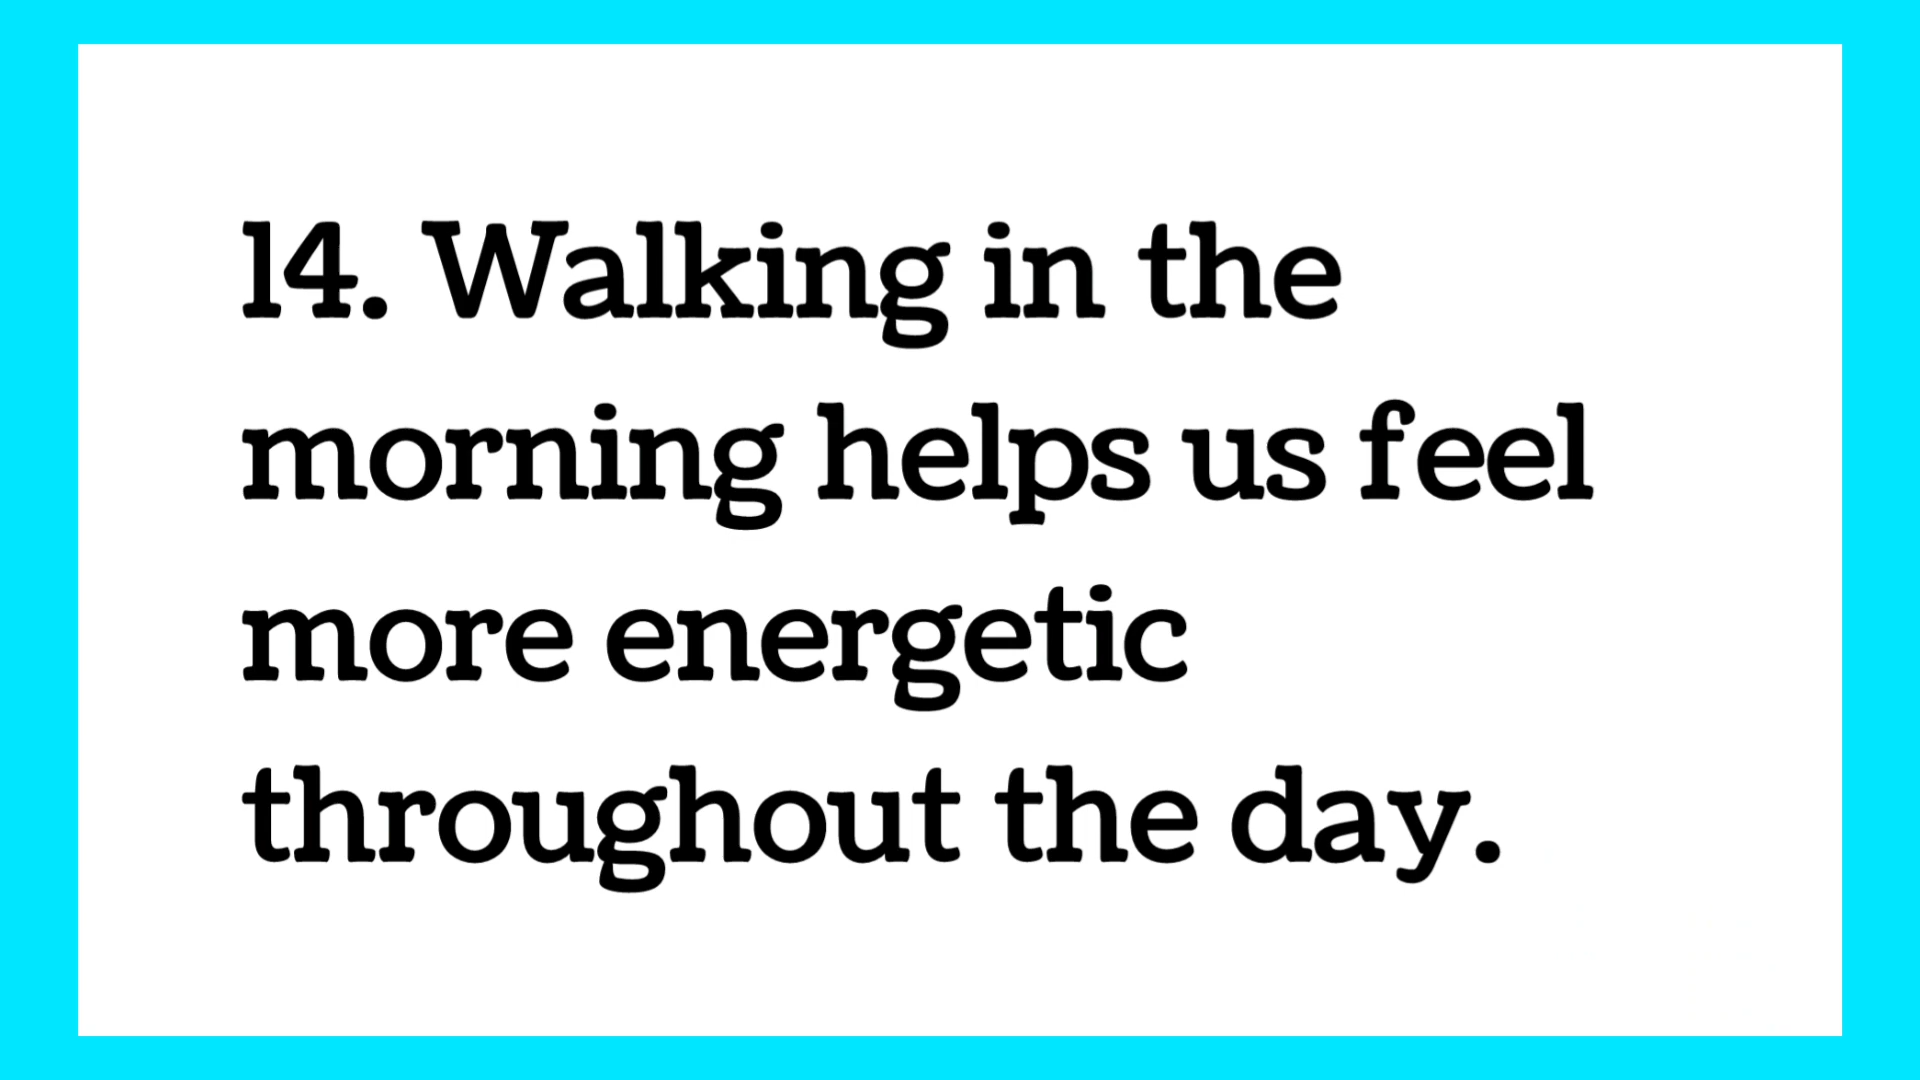 14. Walking in the
morning helps us feel
more energetic
throughout the day.